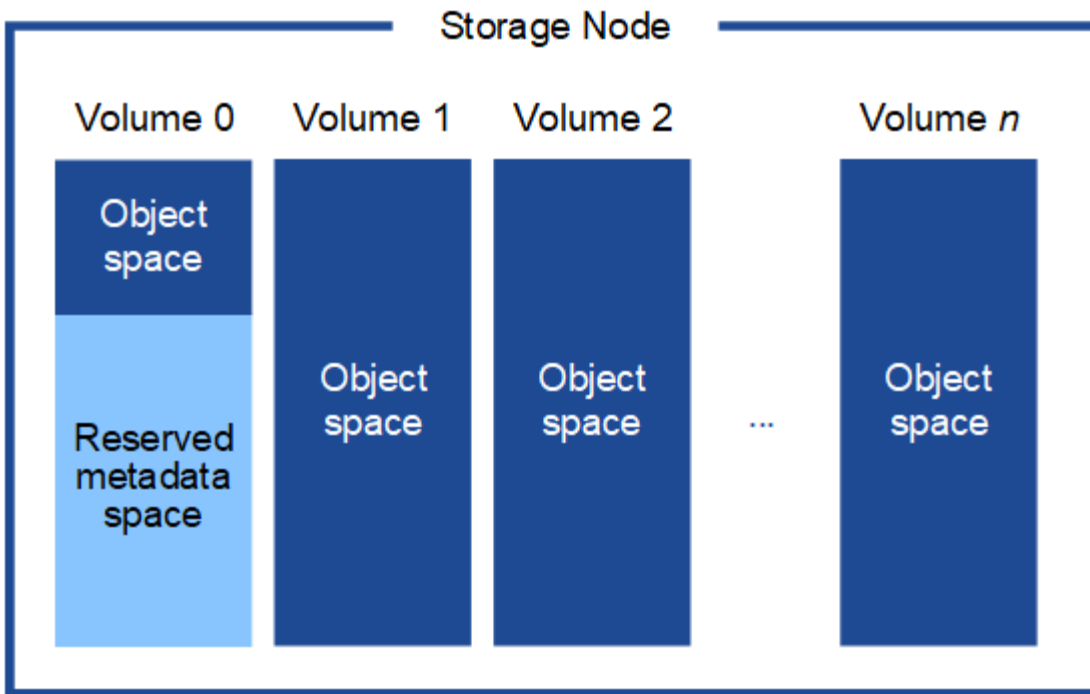 Storage Node
Volume 0
Volume 1
Volume 2
Volume n
Object
space
Reserved
metadata
space
Object
space
Object
space
...
Object
space